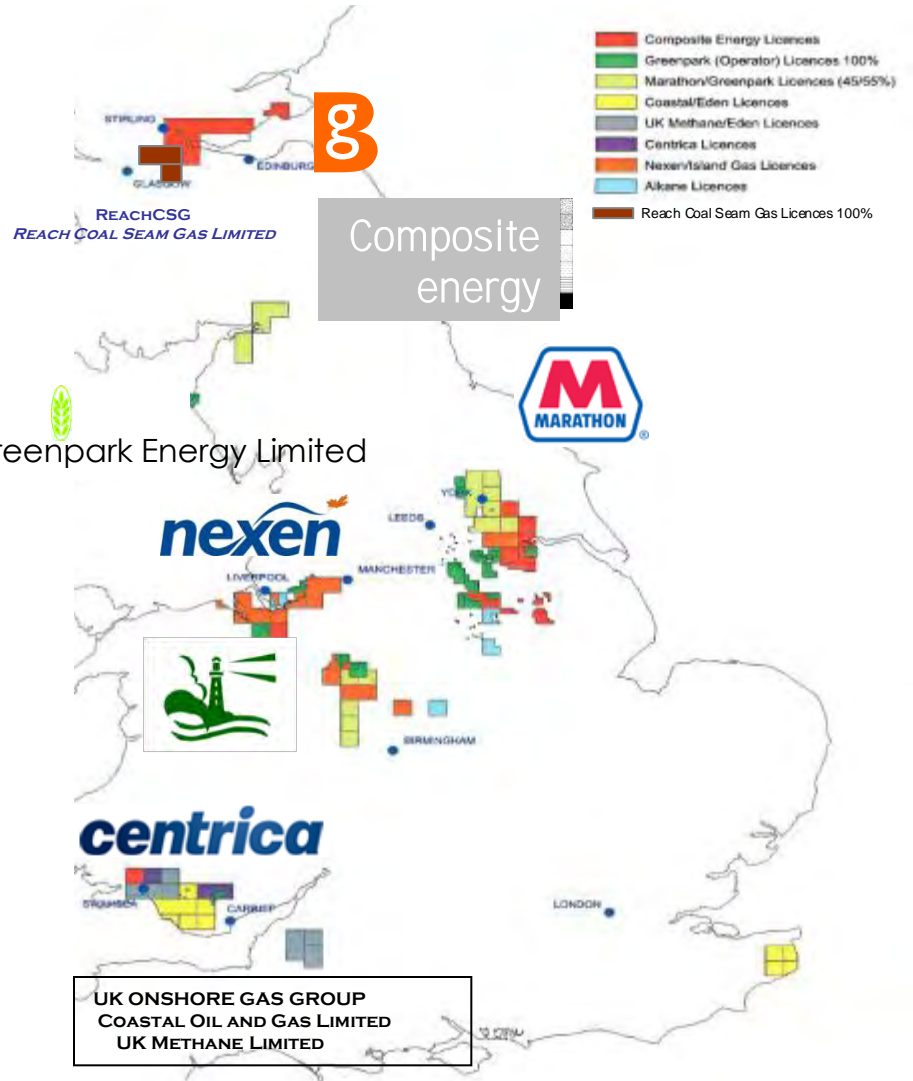 Composite Energy Licences
Greenpark (Operator) Licences 100%
Marathon/Greenpark Licences (45/55%)
Coastal/Eden Licences
UK Methane/Eden Licences
Centrica Licences
Nexen/Island Gas Licences
Alkane Licences
Reach Coal Seam Gas Licences 100%
STIRLING
EDINBURG
GLASGOW
g
REACHCSG
REACH COAL SEAM GAS LIMITED
Composite
energy
M
MARATHON®
reenpark Energy Limited
YORK
LEEDS
nexen
MANCHESTER
LIVERPOOL
BIRMINGHAM
centrica
SWANSEA
CARDIFF
LONDON
UK ONSHORE GAS GROUP
COASTAL OIL AND GAS LIMITED
UK METHANE LIMITED